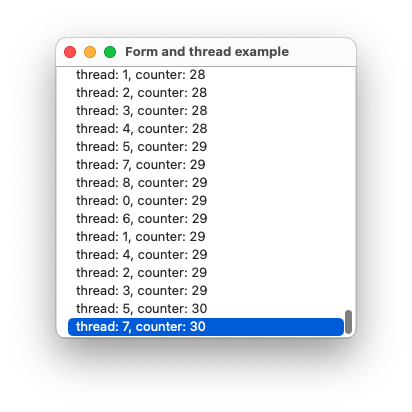 Form and thread example
thread: 1, counter: 28
thread: 2, counter: 28
thread: 3, counter: 28
thread: 4, counter: 28
thread: 5, counter: 29
thread: 7, counter: 29
thread: 8, counter: 29
thread: 0, counter: 29
thread: 6, counter: 29
thread: 1, counter: 29
thread: 4, counter: 29
thread: 2, counter: 29
thread: 3, counter: 29
thread: 5, counter: 30
thread: 7, counter: 30